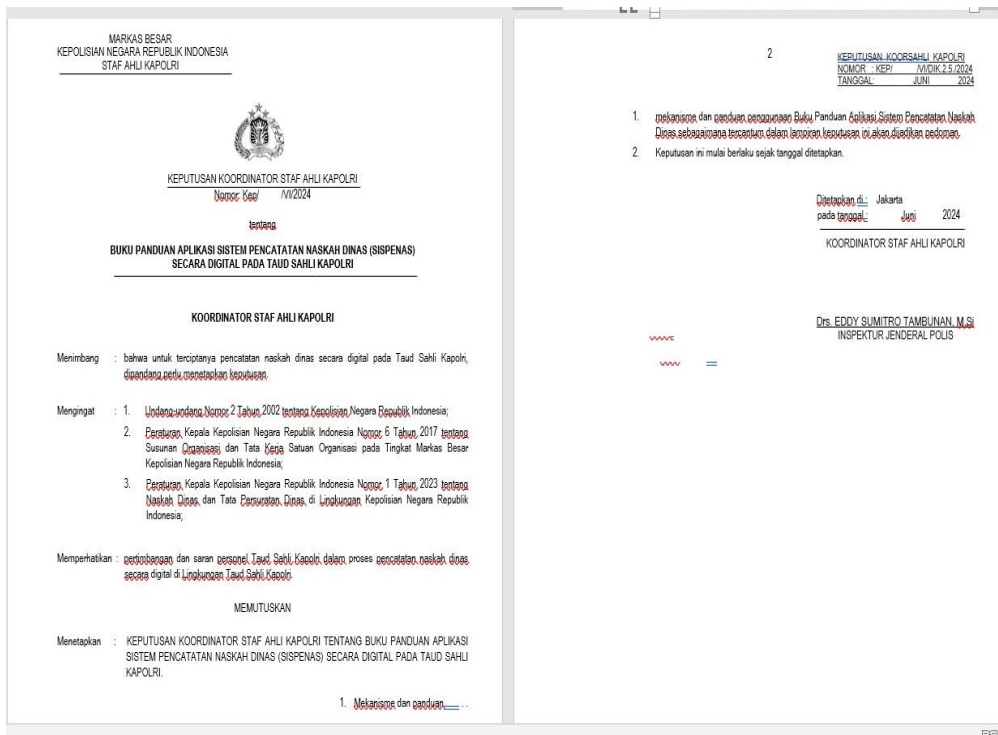 MARKAS BESAR
KEPOLISIAN NEGARA REPUBLIK INDONESIA
STAF AHLI KAPOLRI
KEPUTUSAN KOORDINATOR STAF AHLI KAPOLRI
Nomor: Kep/ /VI/2024
tentang
BUKU PANDUAN APLIKASI SISTEM PENCATATAN NASKAH DINAS (SISPENAS)
SECARA DIGITAL PADA TAUD SAHLI KAPOLRI
KOORDINATOR STAF AHLI KAPOLRI
Menimbang : bahwa untuk terciptanya pencatatan naskah dinas secara digital pada Taud Sahli Kapolri,
dipandang perlu menetapkan keputusan.
Mengingat : 1. Undang-undang Nomor 2 Tahun 2002 tentang Kepolisian Negara Republik Indonesia;
2. Peraturan Kepala Kepolisian Negara Republik Indonesia Nomor 6 Tahun 2017 tentang
Susunan Organisasi dan Tata Kerja Satuan Organisasi pada Tingkat Markas Besar
Kepolisian Negara Republik Indonesia;
3. Peraturan Kepala Kepolisian Negara Republik Indonesia Nomor 1 Tahun 2023 tentang
Naskah Dinas dan Tata Persuratan Dinas di Lingkungan Kepolisian Negara Republik
Indonesia;
Memperhatikan : pertimbangan dan saran personel Taud Sahli Kapolri dalam proses pencatatan naskah dinas
secara digital di Lingkungan Taud Sahli Kapolri.
MEMUTUSKAN
Menetapkan : KEPUTUSAN KOORDINATOR STAF AHLI KAPOLRI TENTANG BUKU PANDUAN APLIKASI
SISTEM PENCATATAN NASKAH DINAS (SISPENAS) SECARA DIGITAL PADA TAUD SAHLI
KAPOLRI.
1. Mekanisme dan panduan . . .
2
KEPUTUSAN KOORSAHLI KAPOLRI
NOMOR : KEP/ /VI/DIK.2.5./2024
TANGGAL: JUNI 2024
1. mekanisme dan panduan penggunaan Buku Panduan Aplikasi Sistem Pencatatan Naskah
Dinas sebagaimana tercantum dalam lampiran keputusan ini akan dijadikan pedoman.
2. Keputusan ini mulai berlaku sejak tanggal ditetapkan.
Ditetapkan di : Jakarta
pada tanggal : Juni 2024
KOORDINATOR STAF AHLI KAPOLRI
Drs. EDDY SUMITRO TAMBUNAN, M.Si
INSPEKTUR JENDERAL POLIS